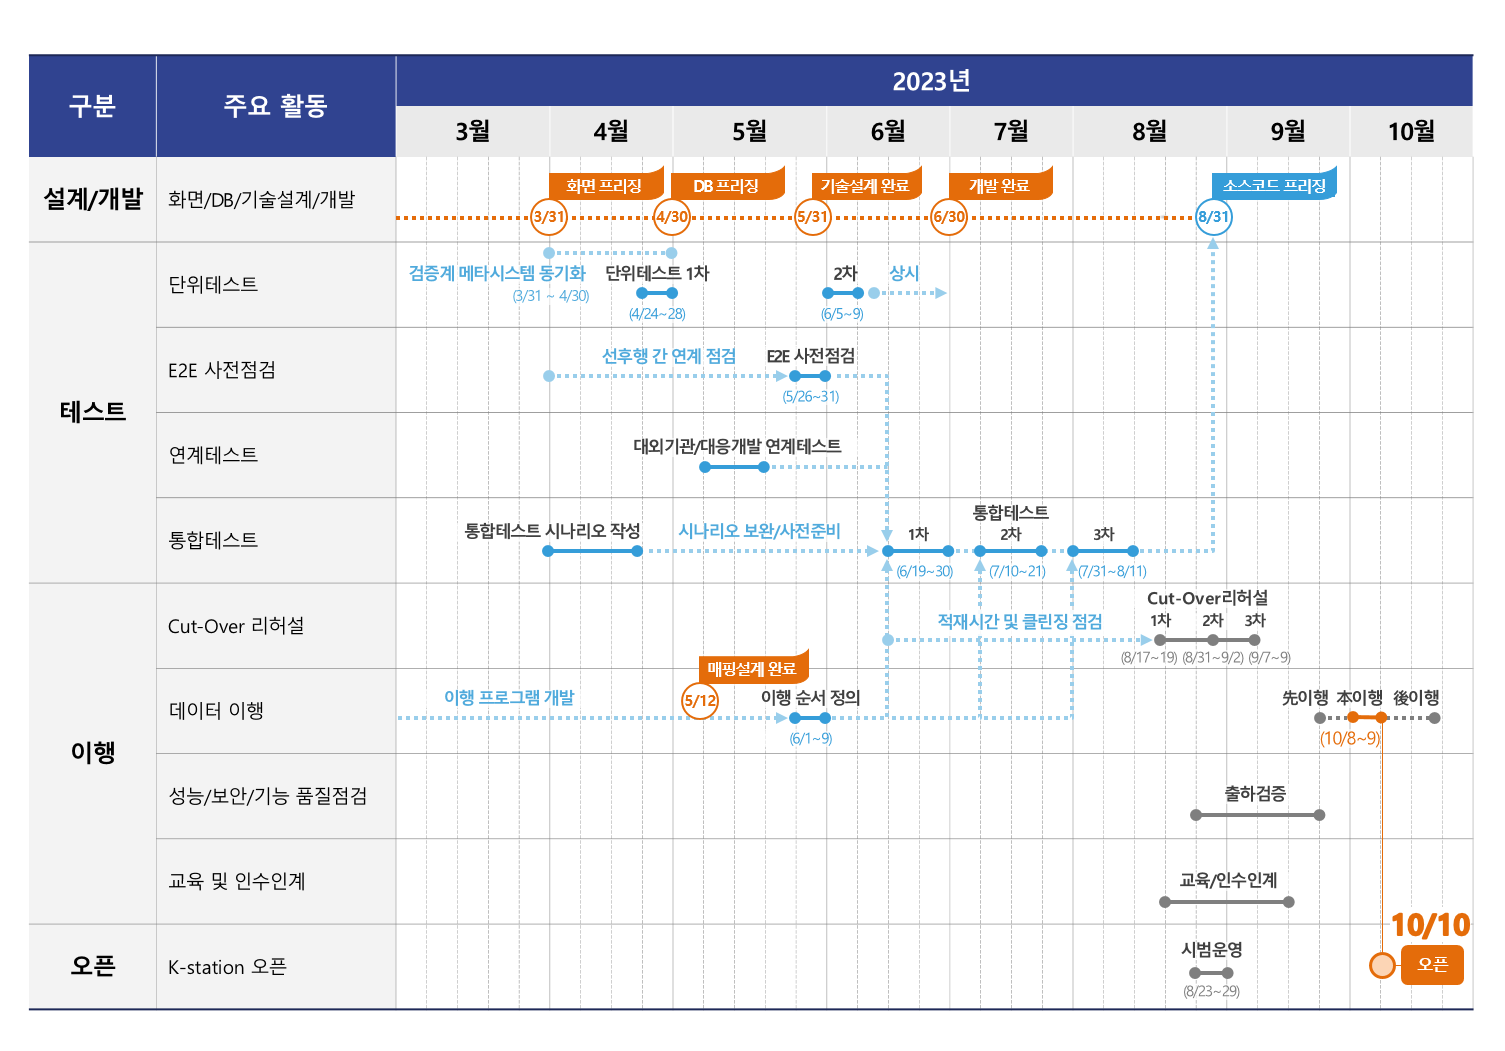 구분
주요 활동
2023년
3월
4월
5월
6월
7월
8월
9월
10월
설계/개발
화면/DB/기술설계/개발
화면 프리징
DB 프리징
기술설계 완료
개발 완료
소스코드 프리징
3/31
4/30
5/31
6/30
8/31
테스트
단위테스트
검증계 메타시스템 동기화
(3/31 ~ 4/30)
단위테스트 1차
(4/24~28)
2차
(6/5~9)
상시
E2E 사전점검
선후행 간 연계 점검
E2E 사전점검
(5/26~31)
연계테스트
대외기관/대응개발 연계테스트
통합테스트
통합테스트 시나리오 작성
시나리오 보완/사전준비
통합테스트
1차
2차
3차
(6/19~30)
(7/10~21)
(7/31~8/11)
이행
Cut-Over 리허설
적재시간 및 클린징 점검
Cut-Over리허설
1차
2차
3차
(8/17~19)
(8/31~9/2)
(9/7~9)
데이터 이행
이행 프로그램 개발
매핑설계 완료
5/12
이행 순서 정의
(6/1~9)
先이행
本이행
後이행
(10/8~9)
성능/보안/기능 품질점검
출하검증
교육 및 인수인계
교육/인수인계
오픈
K-station 오픈
시범운영
(8/23~29)
10/10
오픈